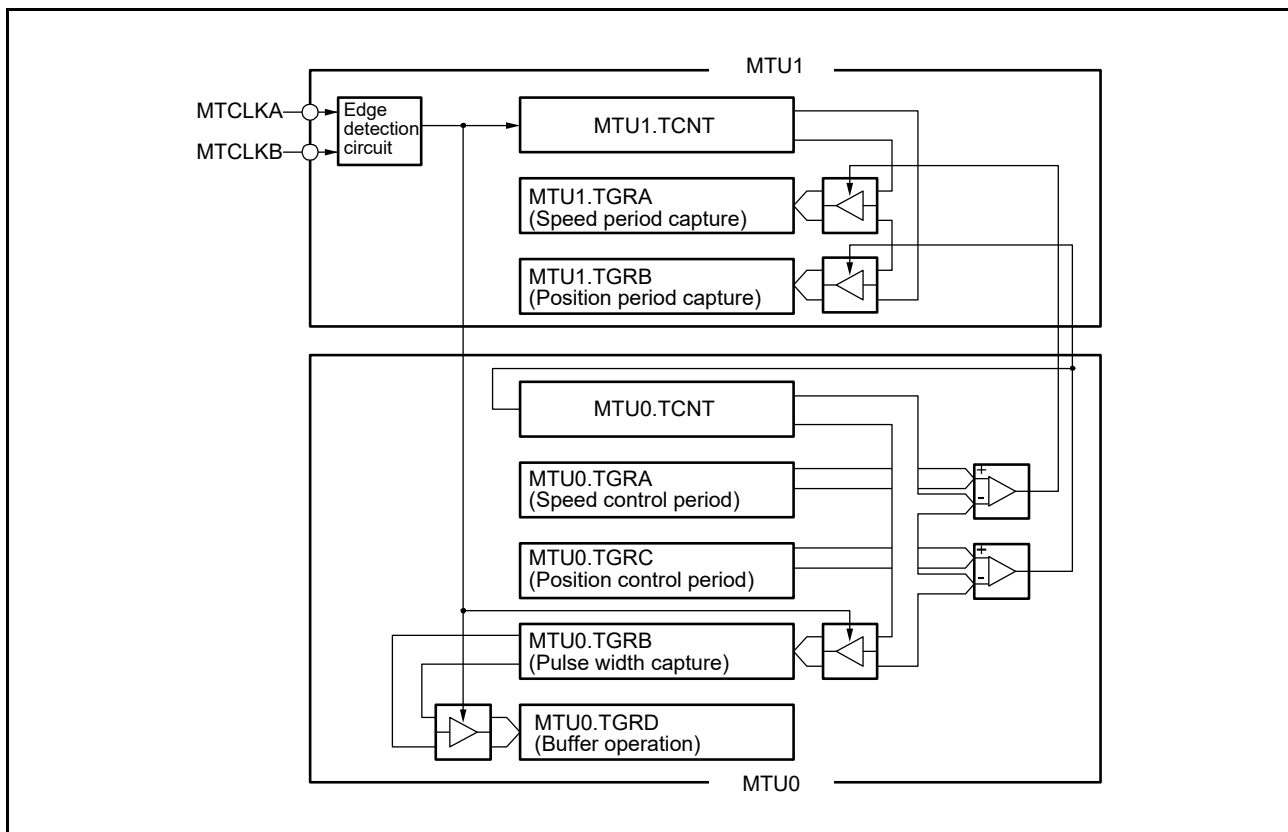 MTU1
MTCLKA
MTCLKB
Edge
detection
circuit
MTU1.TCNT
MTU1.TGRA
(Speed period capture)
MTU1.TGRB
(Position period capture)
MTU0.TCNT
MTU0.TGRA
(Speed control period)
+
-
MTU0.TGRC
(Position control period)
+
-
MTU0.TGRB
(Pulse width capture)
MTU0.TGRD
(Buffer operation)
MTU0